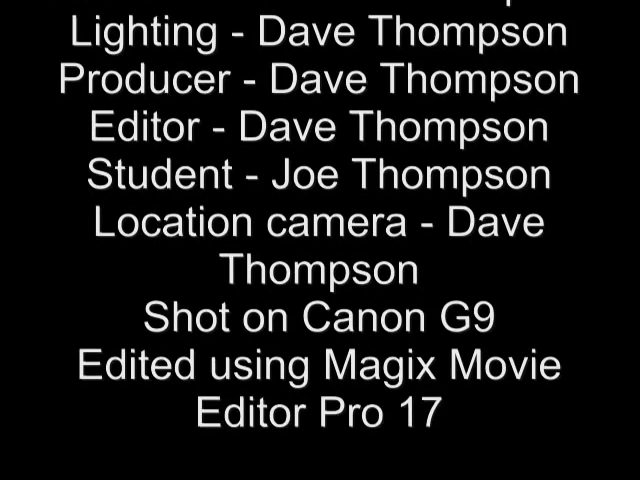 Lighting - Dave Thompson
Producer - Dave Thompson
Editor - Dave Thompson
Student - Joe Thompson
Location camera - Dave
Thompson
Shot on Canon G9
Edited using Magix Movie
Editor Pro 17